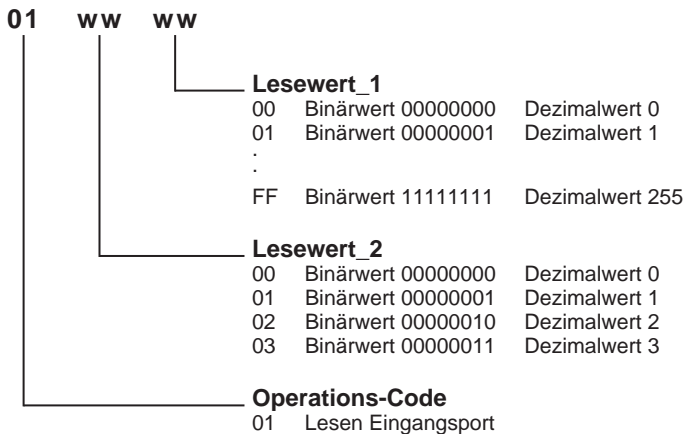 01 ww ww
Lesewert_1
00 Binärwert 00000000 Dezimalwert 0
01 Binärwert 00000001 Dezimalwert 1
.
.
FF Binärwert 11111111 Dezimalwert 255
Lesewert_2
00 Binärwert 00000000 Dezimalwert 0
01 Binärwert 00000001 Dezimalwert 1
02 Binärwert 00000010 Dezimalwert 2
03 Binärwert 00000011 Dezimalwert 3
Operations-Code
01 Lesen Eingangsport